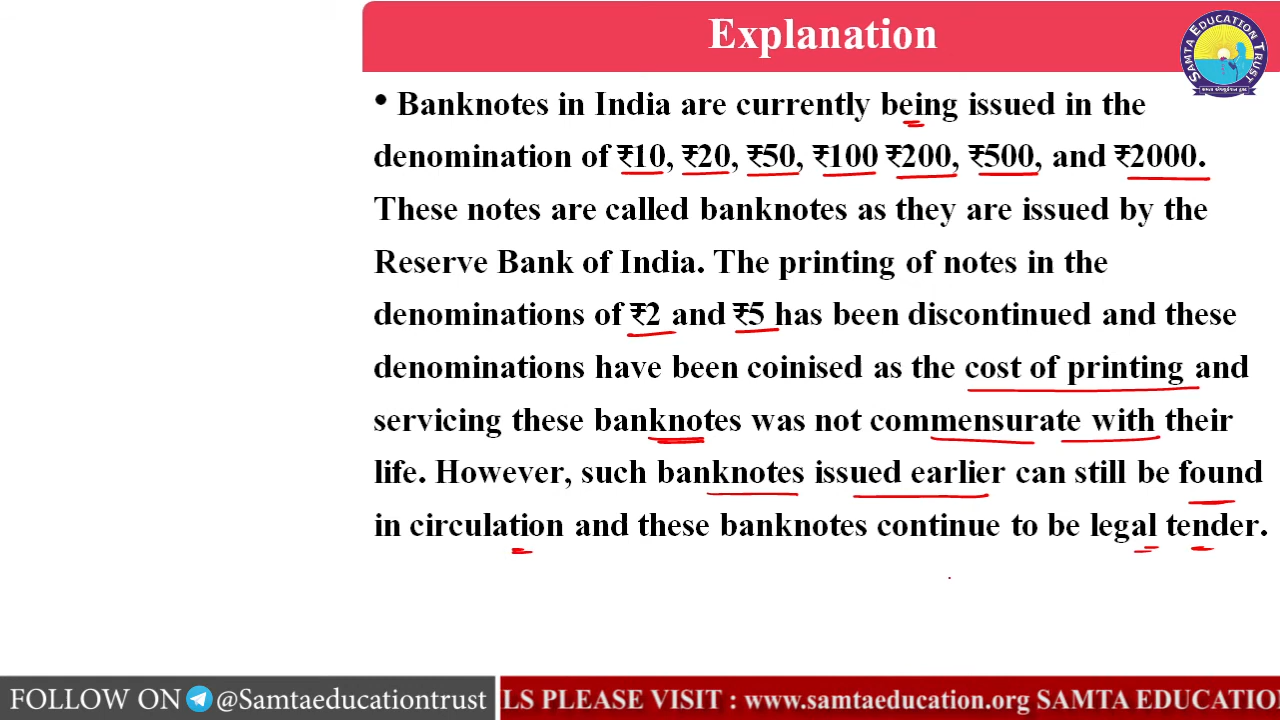 Explanation
SAMTA EDUCATION TRUST
• Banknotes in India are currently being issued in the
denomination of ₹10, ₹20, ₹50, ₹100 ₹200, ₹500, and ₹2000.
These notes are called banknotes as they are issued by the
Reserve Bank of India. The printing of notes in the
denominations of ₹2 and ₹5 has been discontinued and these
denominations have been coinised as the cost of printing and
servicing these banknotes was not commensurate with their
life. However, such banknotes issued earlier can still be found
in circulation and these banknotes continue to be legal tender.
FOLLOW ON @Samtaeducationtrust
LS PLEASE VISIT : www.samtaeducation.org SAMTA EDUCATIO